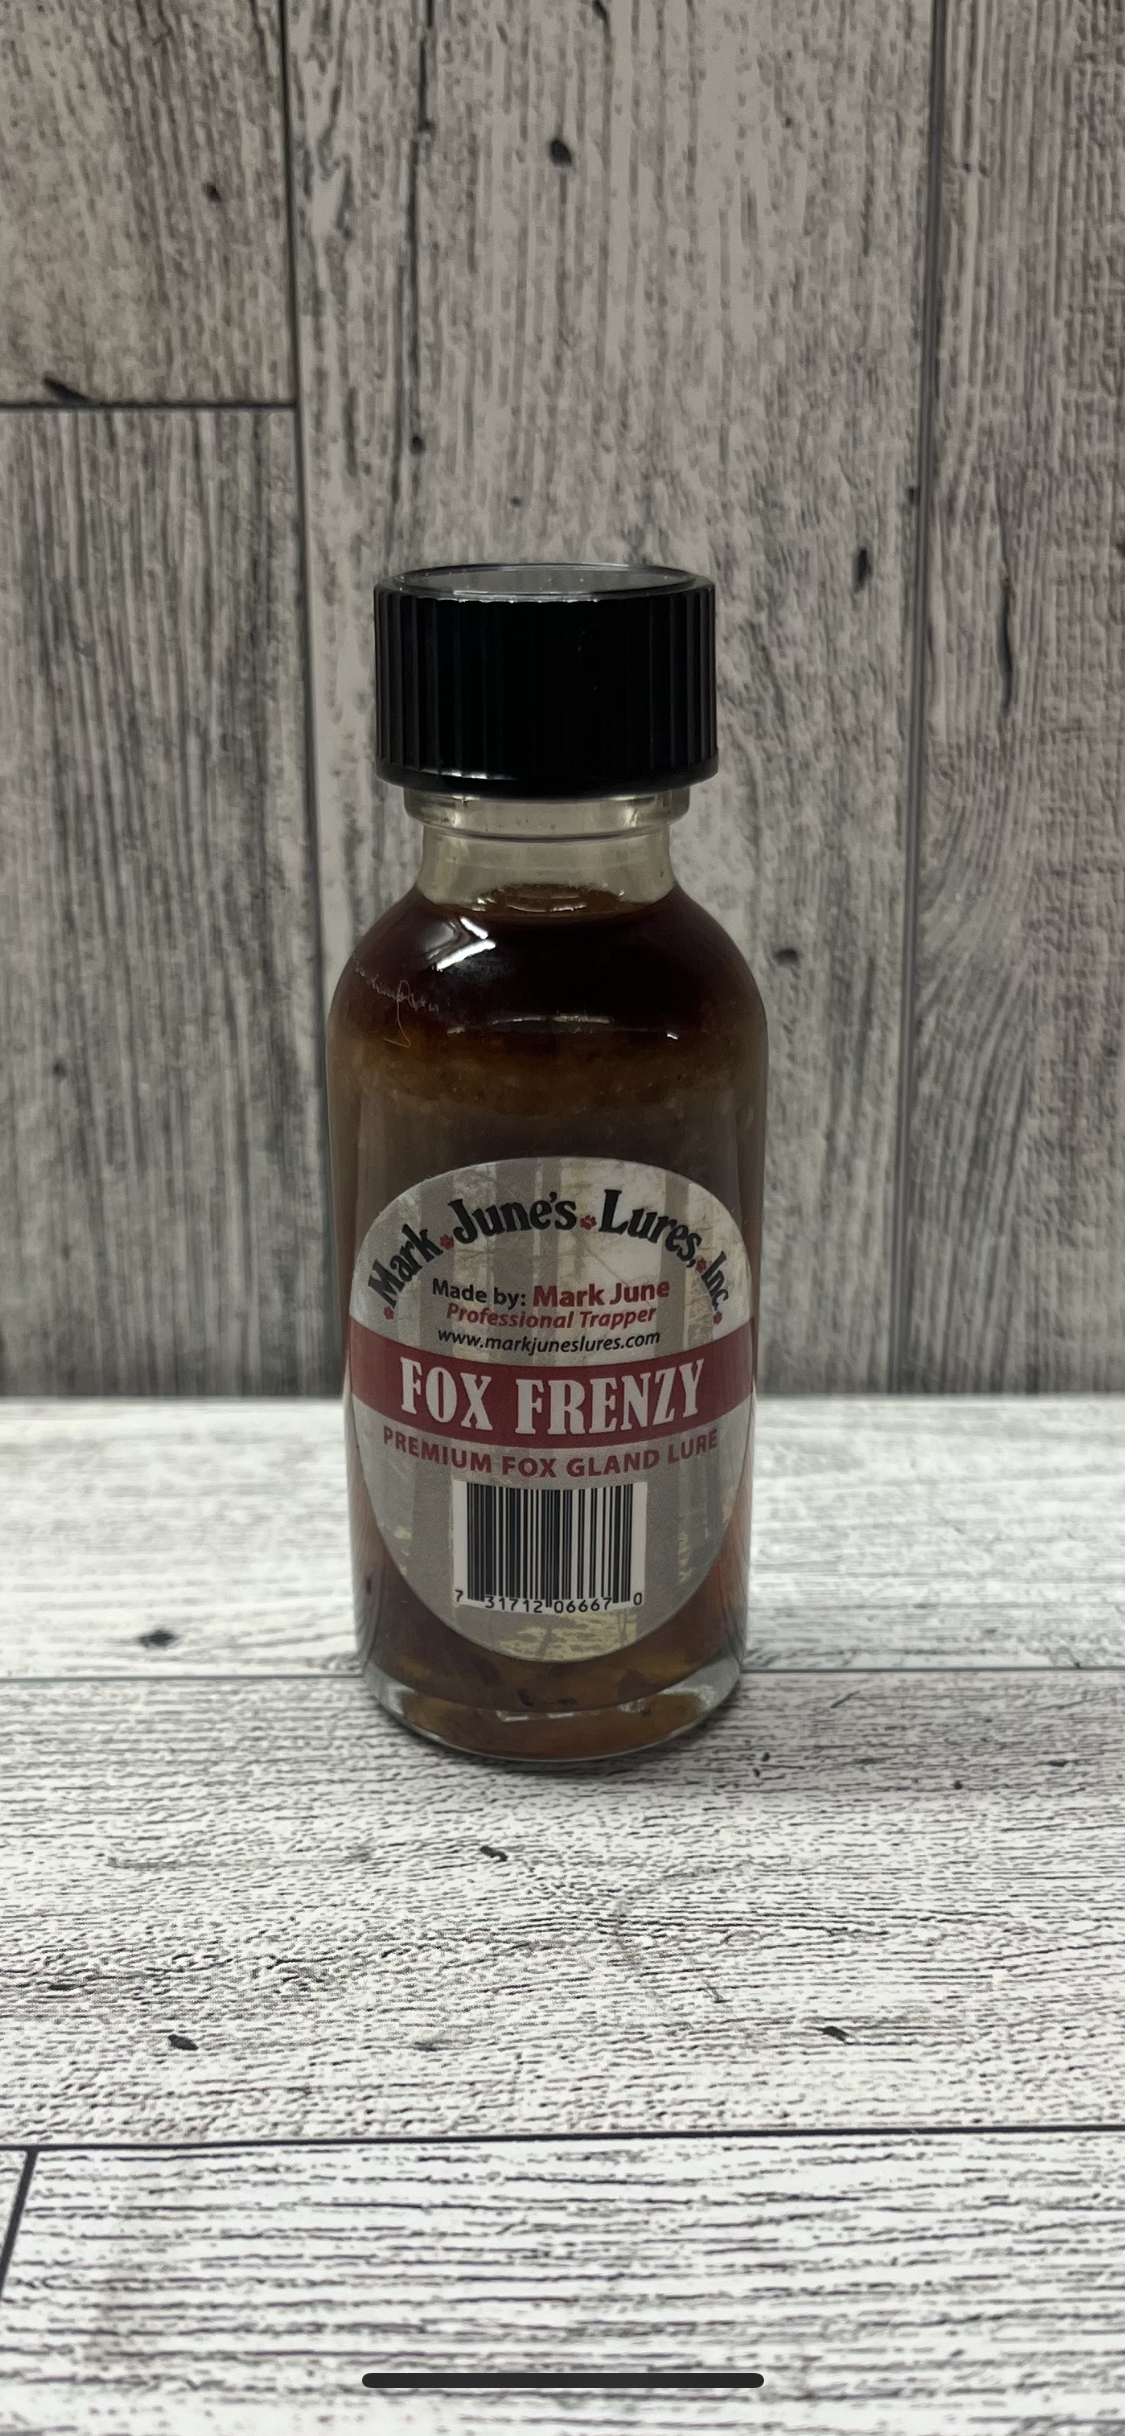 Mark June's Lures, Inc.
Made by: Mark June
Professional Trapper
www.markjuneslures.com
FOX FRENZY
PREMIUM FOX GLAND LURE
7 31712 06667 0